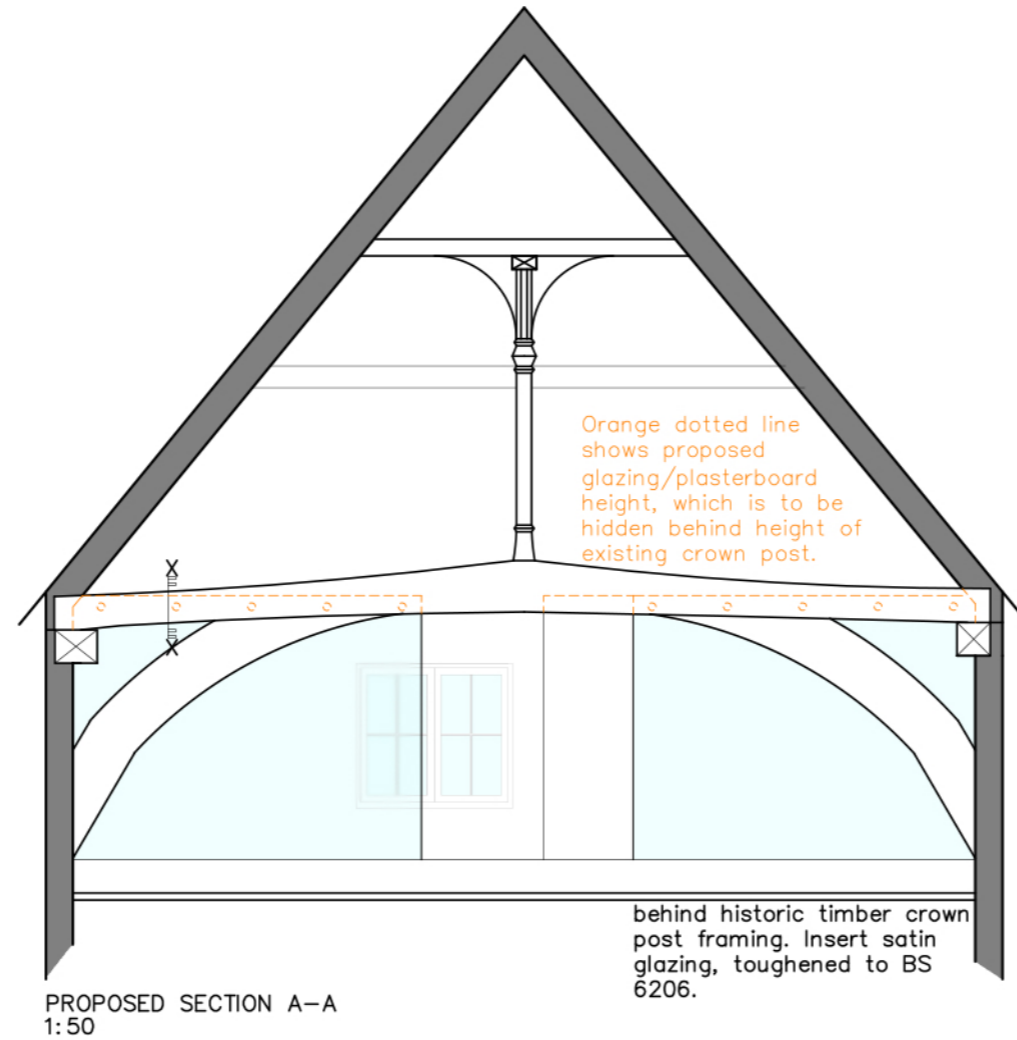 Orange dotted line
shows proposed
glazing/plasterboard
height, which is to be
hidden behind height of
existing crown post.
X
X
behind historic timber crown
post framing. Insert satin
glazing, toughened to BS
6206.
PROPOSED SECTION A-A
1:50